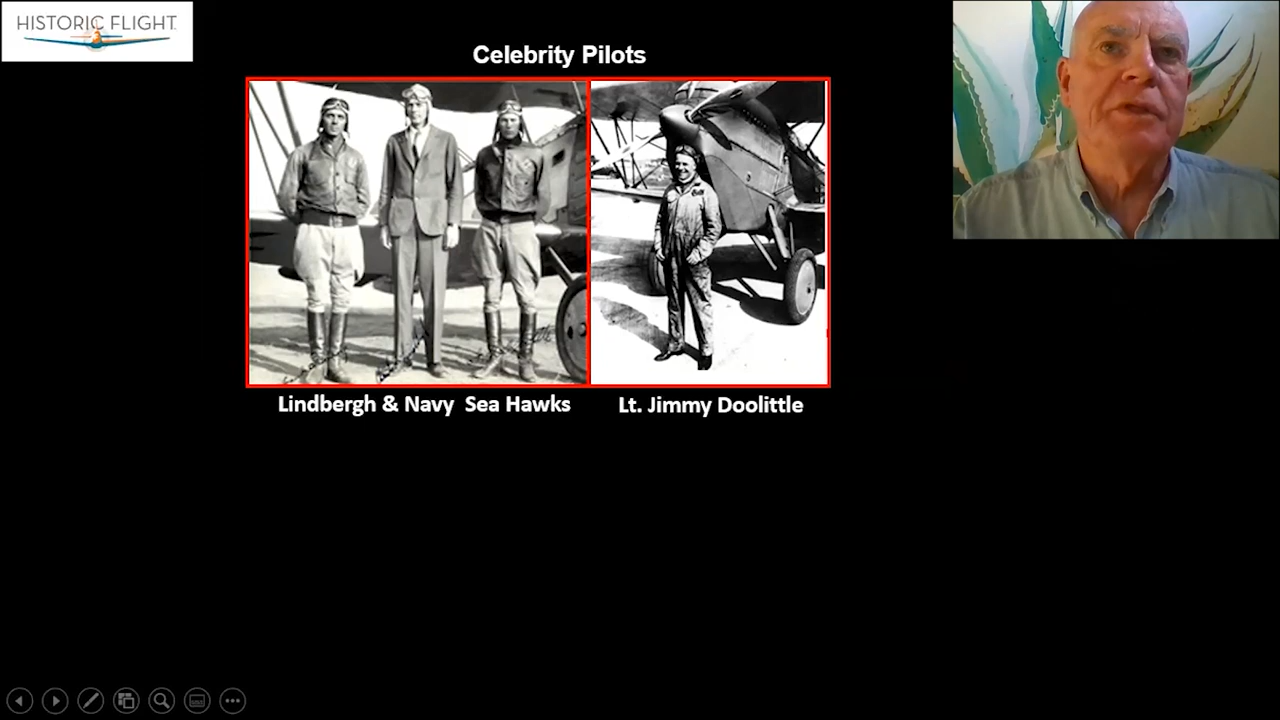 HISTORIC FLIGHT
Celebrity Pilots
Lindbergh & Navy Sea Hawks
Lt. Jimmy Doolittle